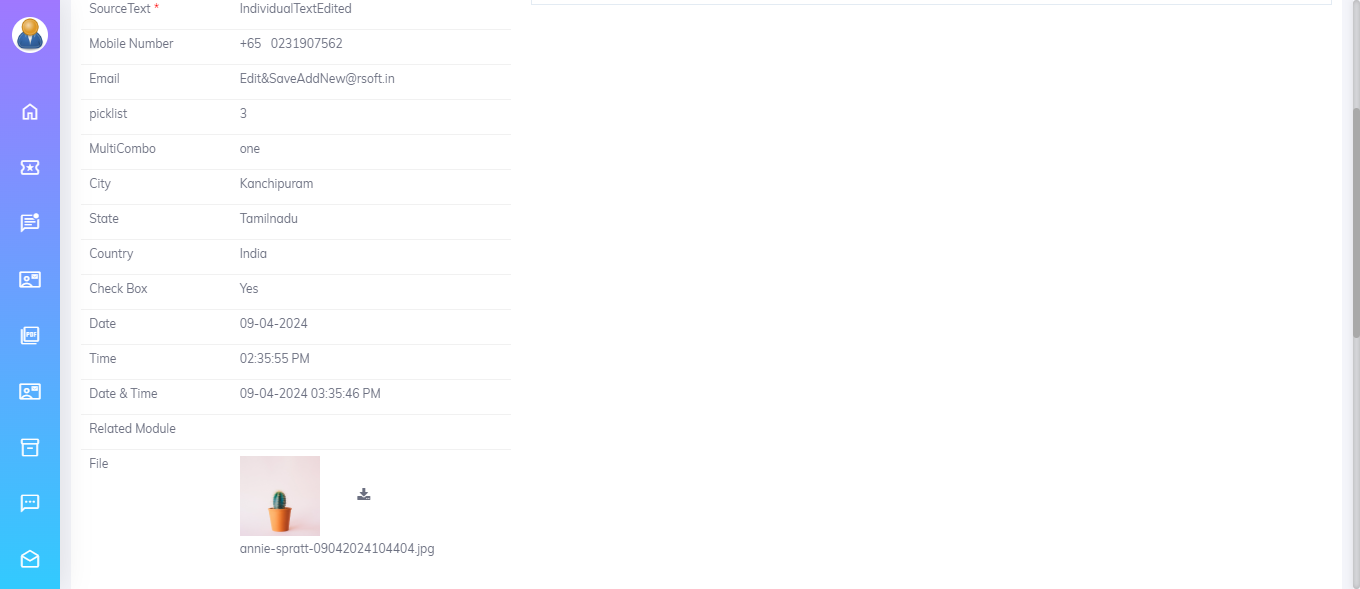 SourceText * IndividualTextEdited
Mobile Number +65 0231907562
Email Edit&SaveAddNew@rsoft.in
picklist 3
MultiCombo one
City Kanchipuram
State Tamilnadu
Country India
Check Box Yes
Date 09-04-2024
Time 02:35:55 PM
Date & Time 09-04-2024 03:35:46 PM
Related Module
File
annie-spratt-09042024104404.jpg
PDF